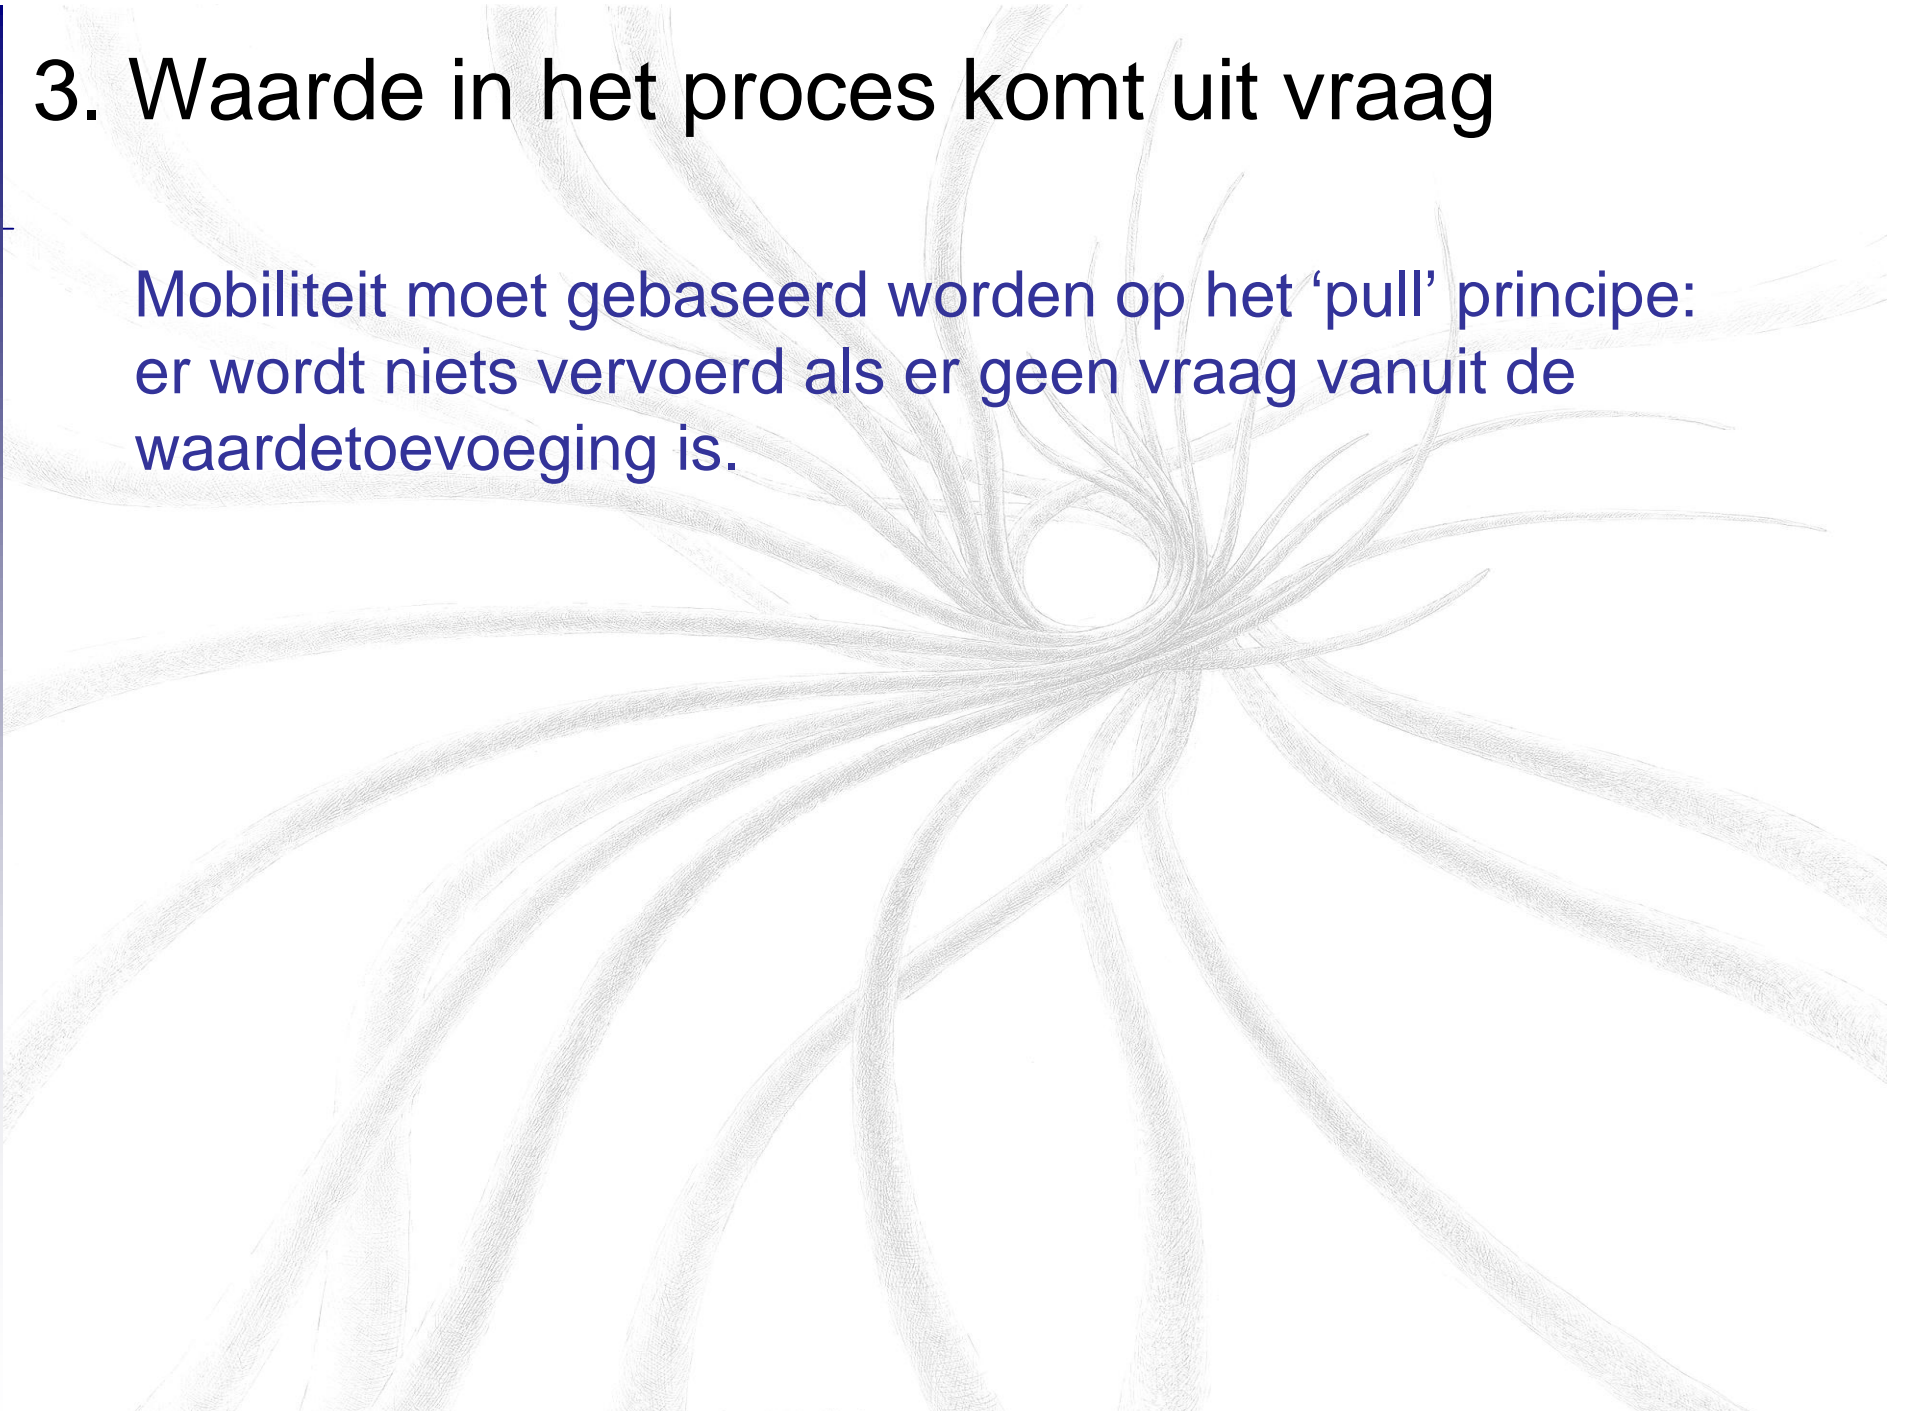 3. Waarde in het proces komt uit vraag
Mobiliteit moet gebaseerd worden op het ‘pull’ principe:
er wordt niets vervoerd als er geen vraag vanuit de
waardetoevoeging is.